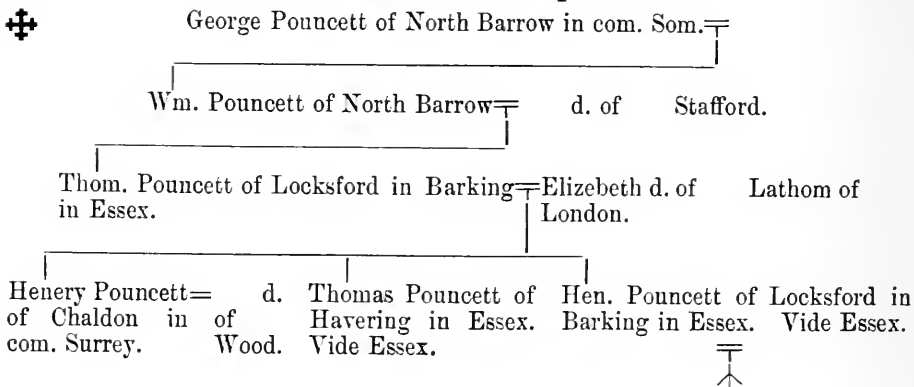 George Pouncett of North Barrow in com. Som.
Wm. Pouncett of North Barrow d. of Stafford.
Thom. Pouncett of Locksford in Barking Elizebeth d. of Lathom of
in Essex. London.
Henery Pouncett d. Thomas Pouncett of Hen. Pouncett of Locksford in
of Chaldon in of Havering in Essex. Barking in Essex. Vide Essex.
com. Surrey. Wood. Vide Essex.